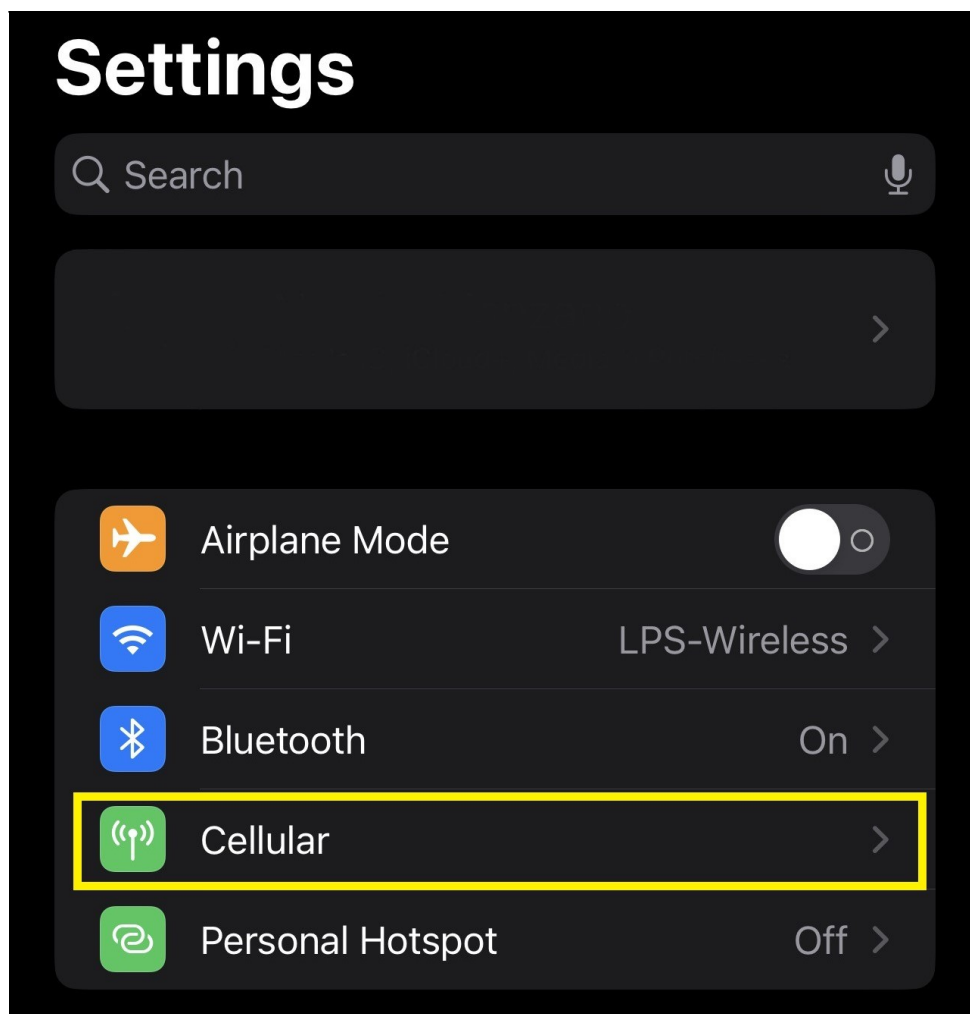 Settings
Search
Airplane Mode
Wi-Fi LPS-Wireless
Bluetooth On
Cellular
Personal Hotspot Off